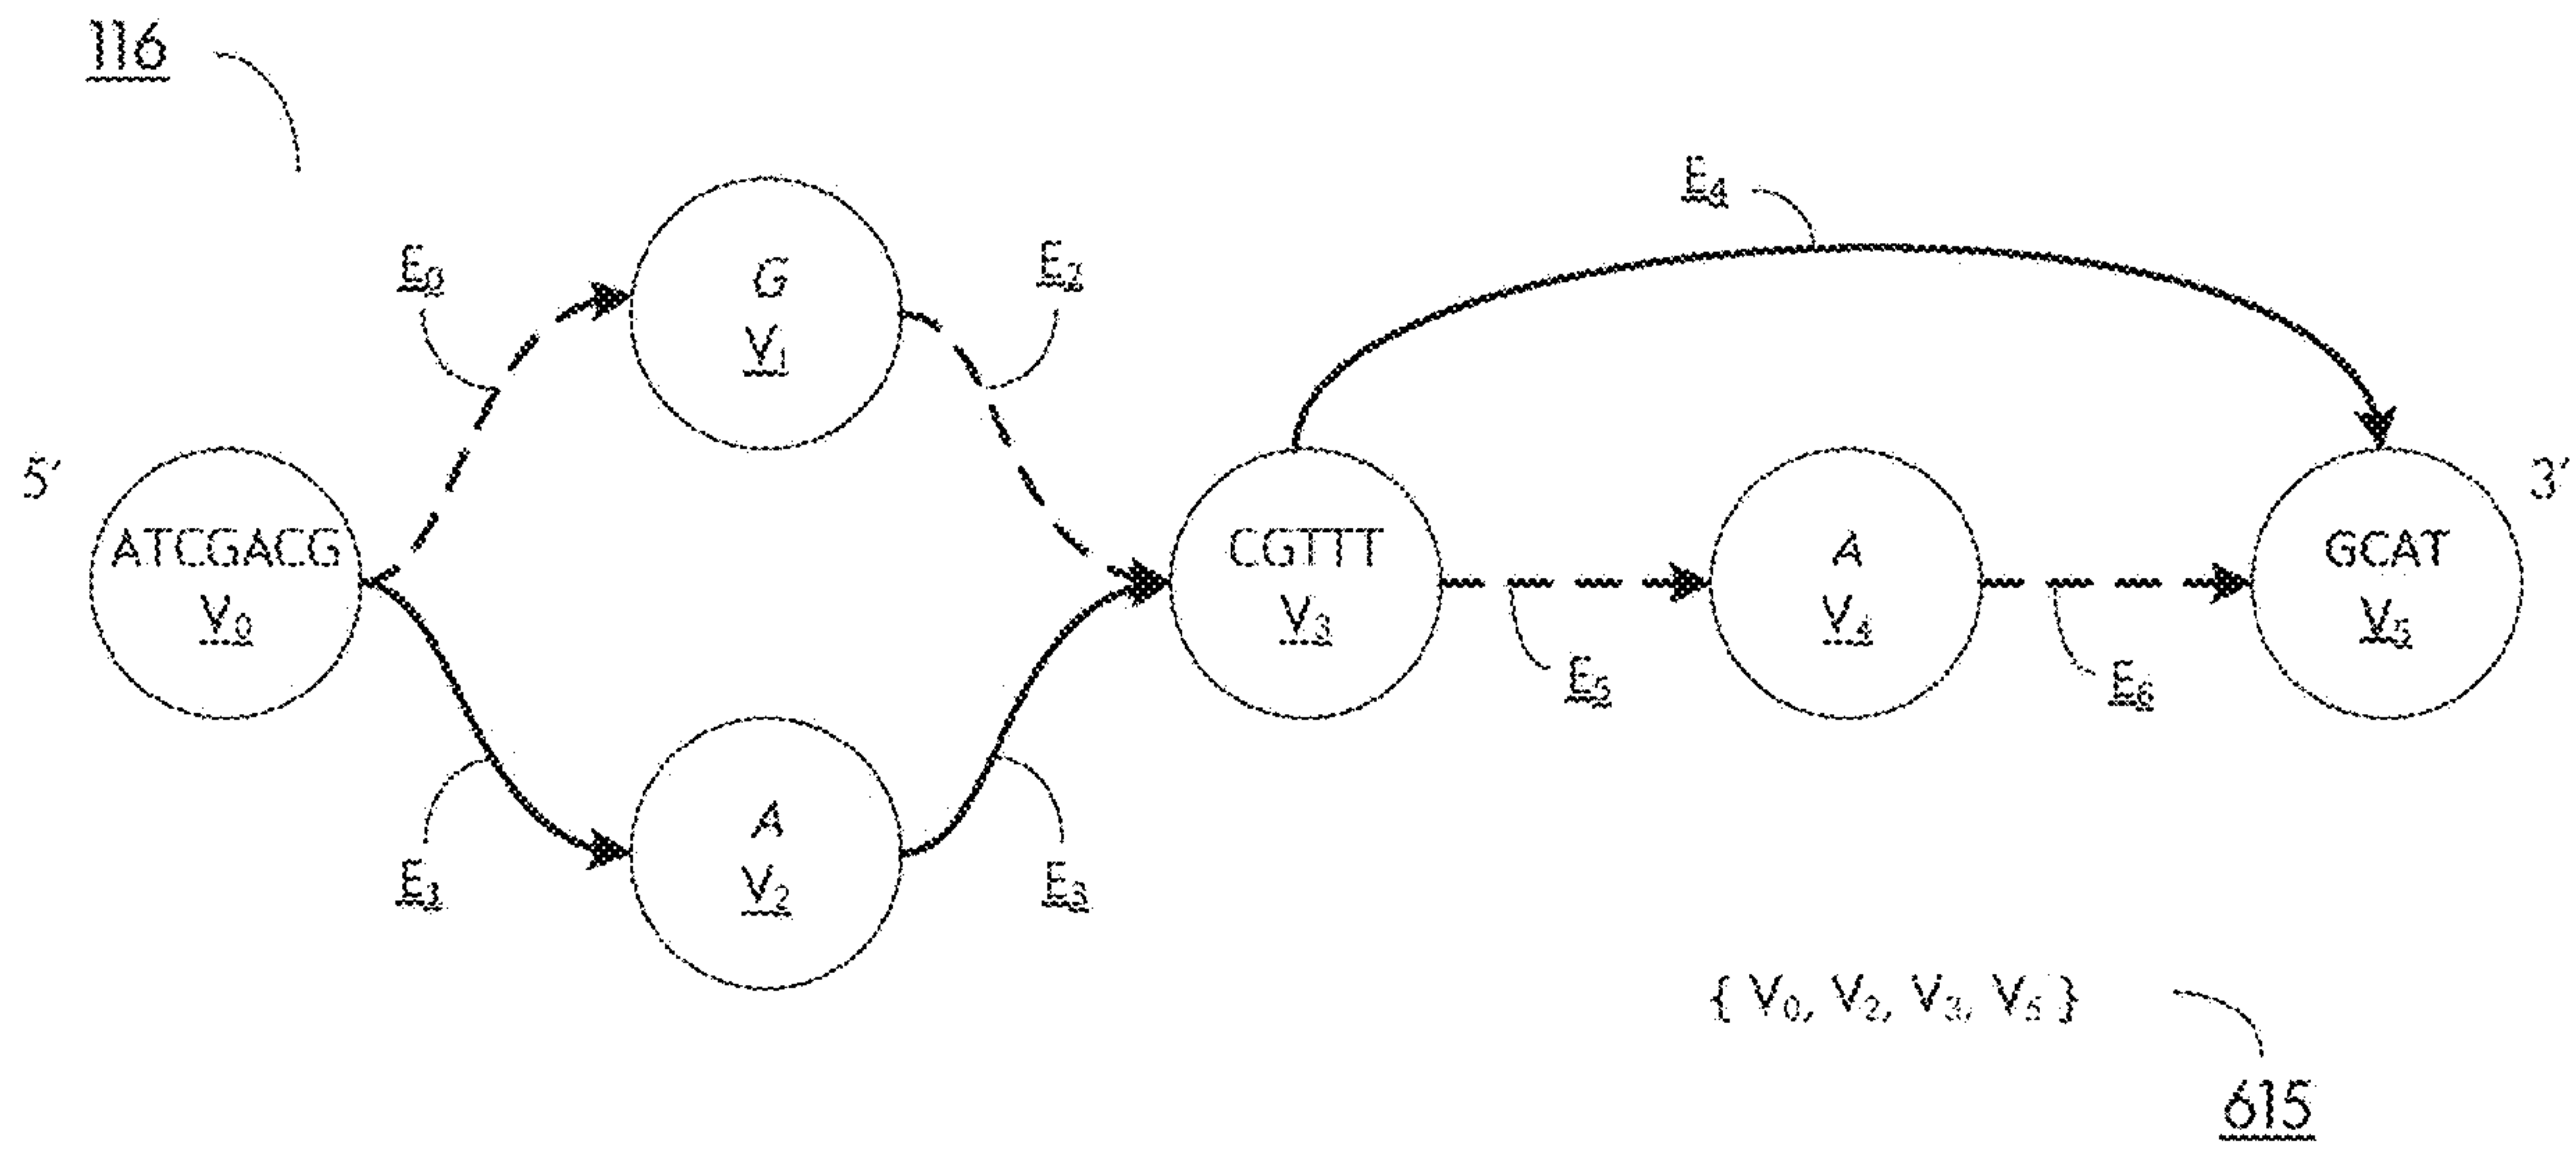 116
E₄
E₀
E₂
G
V₁
5′
3′
ATCGACG
V₀
CGTTT
V₃
A
V₄
GCAT
V₅
E₅
E₆
A
V₂
E₁
E₃
{ V₀, V₂, V₃, V₅ }
615